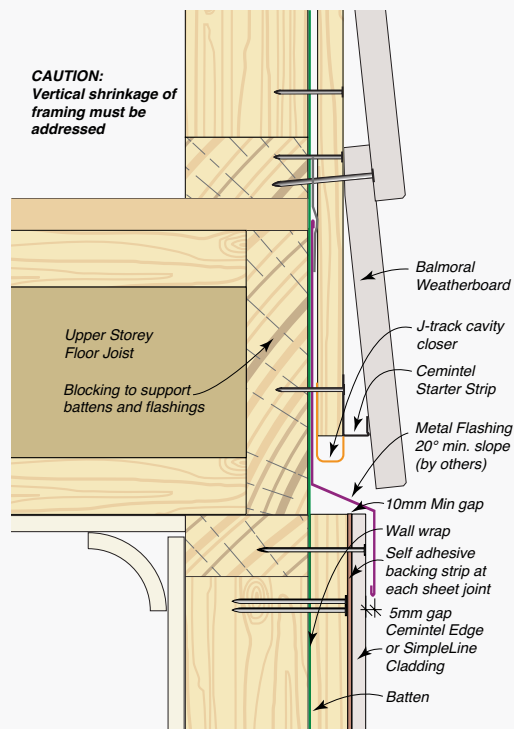 CAUTION:
Vertical shrinkage of
framing must be
addressed
Balmoral
Weatherboard
Upper Storey
Floor Joist
J-track cavity
closer
Blocking to support
battens and flashings
Cemintel
Starter Strip
Metal Flashing
20° min. slope
(by others)
10mm Min gap
Wall wrap
Self adhesive
backing strip at
each sheet joint
5mm gap
Cemintel Edge
or SimpleLine
Cladding
Batten